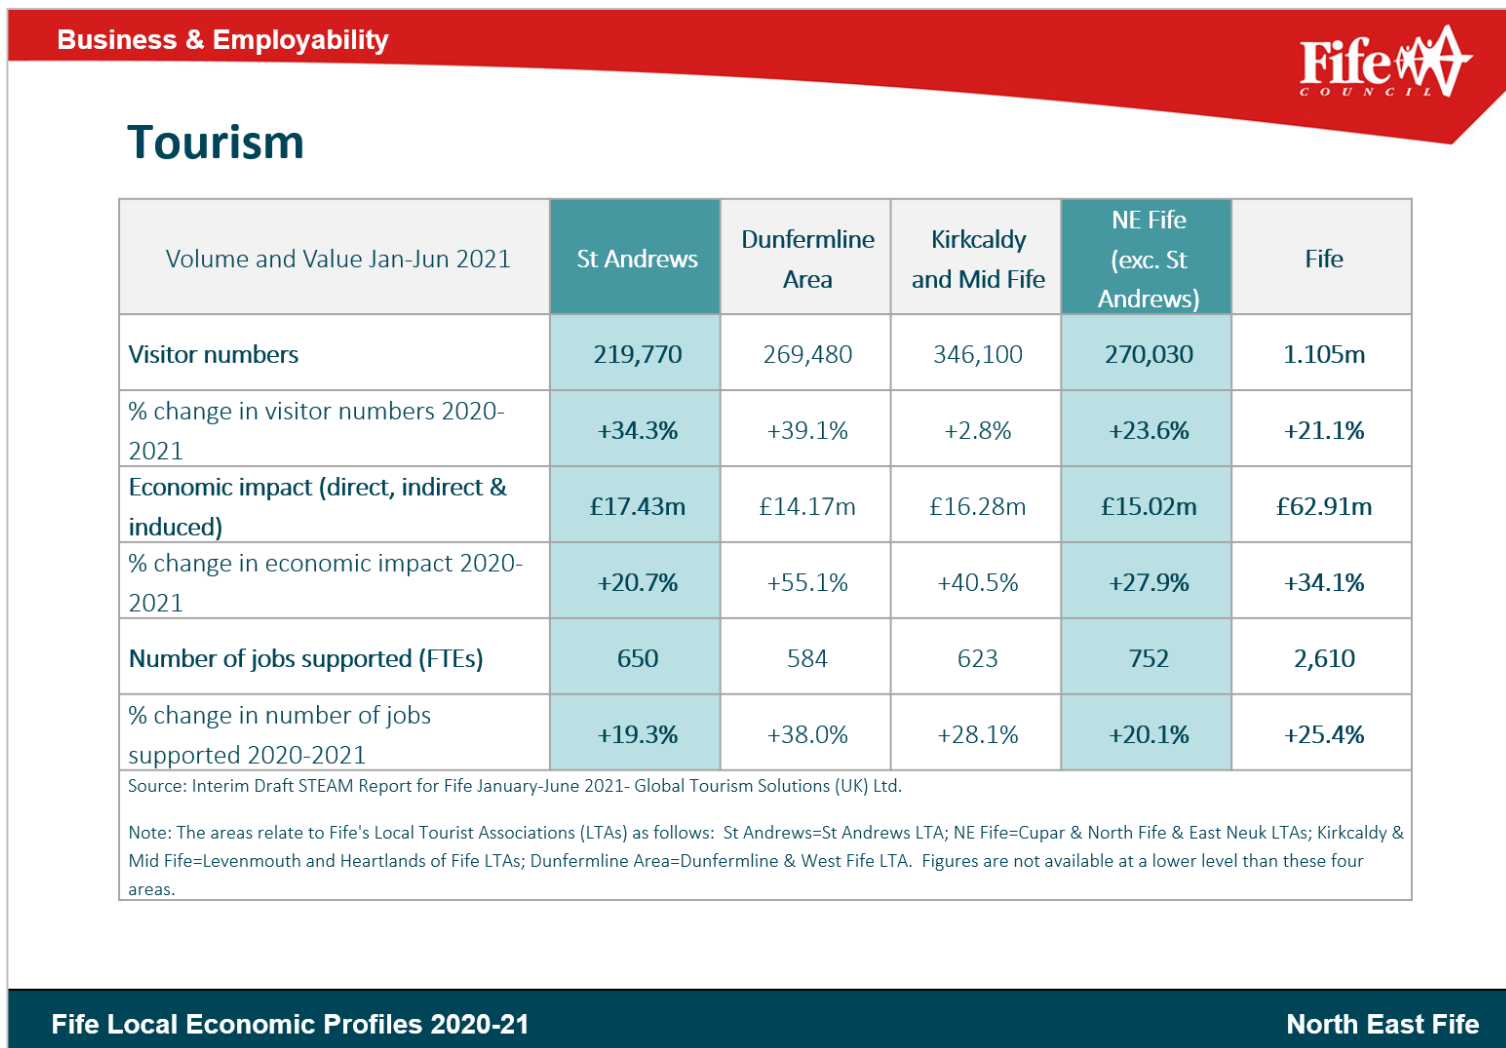 Business & Employability
Fife
COUNCIL
Tourism
Volume and Value Jan-Jun 2021
St Andrews
Dunfermline
Area
Kirkcaldy
and Mid Fife
NE Fife
(exc. St
Andrews)
Fife
Visitor numbers
219,770
269,480
346,100
270,030
1.105m
% change in visitor numbers 2020-
2021
+34.3%
+39.1%
+2.8%
+23.6%
+21.1%
Economic impact (direct, indirect &
induced)
£17.43m
£14.17m
£16.28m
£15.02m
£62.91m
% change in economic impact 2020-
2021
+20.7%
+55.1%
+40.5%
+27.9%
+34.1%
Number of jobs supported (FTEs)
650
584
623
752
2,610
% change in number of jobs
supported 2020-2021
+19.3%
+38.0%
+28.1%
+20.1%
+25.4%
Source: Interim Draft STEAM Report for Fife January-June 2021- Global Tourism Solutions (UK) Ltd.
Note: The areas relate to Fife's Local Tourist Associations (LTAs) as follows:  St Andrews=St Andrews LTA; NE Fife=Cupar & North Fife & East Neuk LTAs; Kirkcaldy &
Mid Fife=Levenmouth and Heartlands of Fife LTAs; Dunfermline Area=Dunfermline & West Fife LTA.  Figures are not available at a lower level than these four
areas.
Fife Local Economic Profiles 2020-21
North East Fife